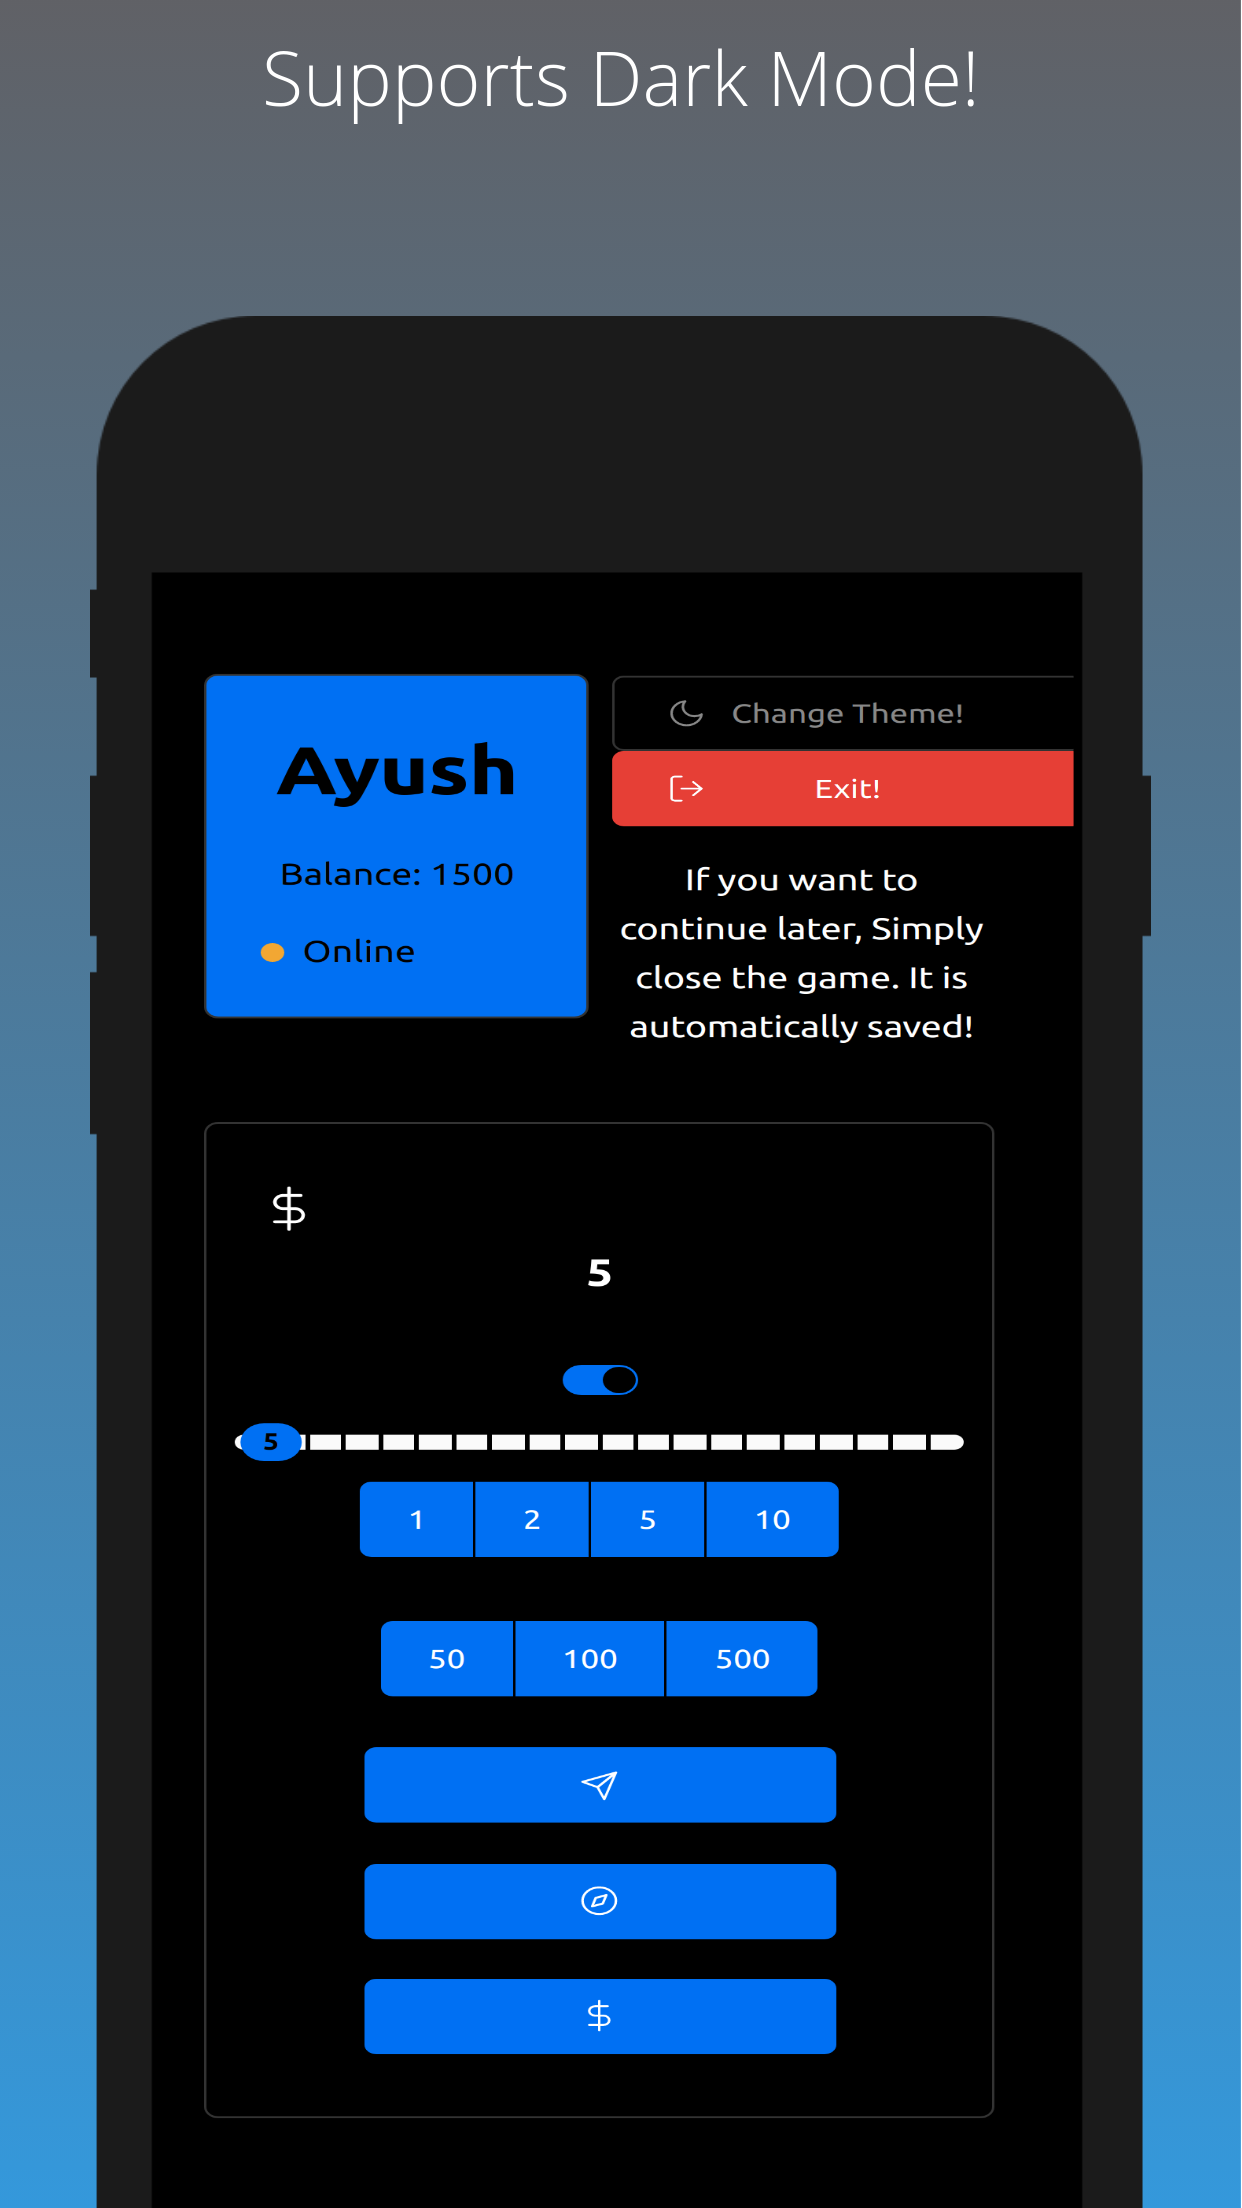 Supports Dark Mode!
Ayush
Balance: 1500
Online
Change Theme!
Exit!
If you want to
continue later, Simply
close the game. It is
automatically saved!
$
5
5
1 2 5 10
50 100 500
$